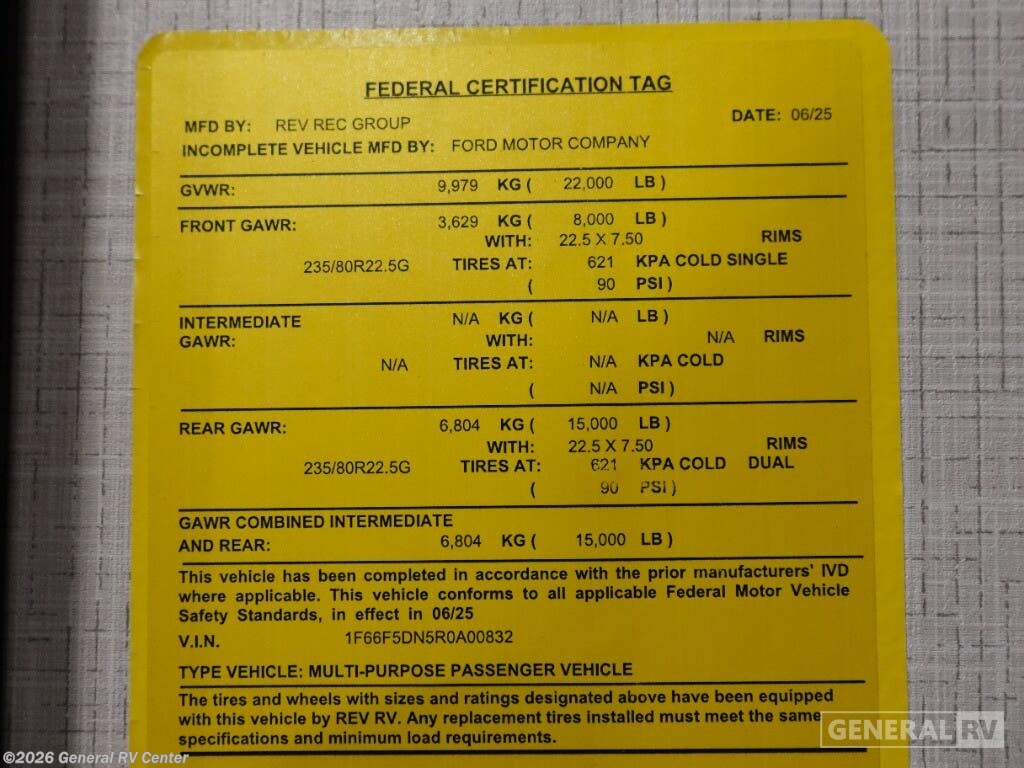 FEDERAL CERTIFICATION TAG
MFD BY: REV REC GROUP DATE: 06/25
INCOMPLETE VEHICLE MFD BY: FORD MOTOR COMPANY
GVWR: 9,979 KG ( 22,000 LB )
FRONT GAWR: 3,629 KG ( 8,000 LB )
WITH: 22.5 X 7.50 RIMS
235/80R22.5G TIRES AT: 621 KPA COLD SINGLE
( 90 PSI )
INTERMEDIATE N/A KG ( N/A LB )
GAWR: WITH: N/A RIMS
N/A TIRES AT: N/A KPA COLD
( N/A PSI )
REAR GAWR: 6,804 KG ( 15,000 LB )
WITH: 22.5 X 7.50 RIMS
235/80R22.5G TIRES AT: 621 KPA COLD DUAL
( 90 PSI )
GAWR COMBINED INTERMEDIATE
AND REAR: 6,804 KG ( 15,000 LB )
This vehicle has been completed in accordance with the prior manufacturers' IVD
where applicable. This vehicle conforms to all applicable Federal Motor Vehicle
Safety Standards, in effect in 06/25
V.I.N. 1F66F5DN5R0A00832
TYPE VEHICLE: MULTI-PURPOSE PASSENGER VEHICLE
The tires and wheels with sizes and ratings designated above have been equipped
with this vehicle by REV RV. Any replacement tires installed must meet the same
specifications and minimum load requirements.
GENERAL RV
©2026 General RV Center